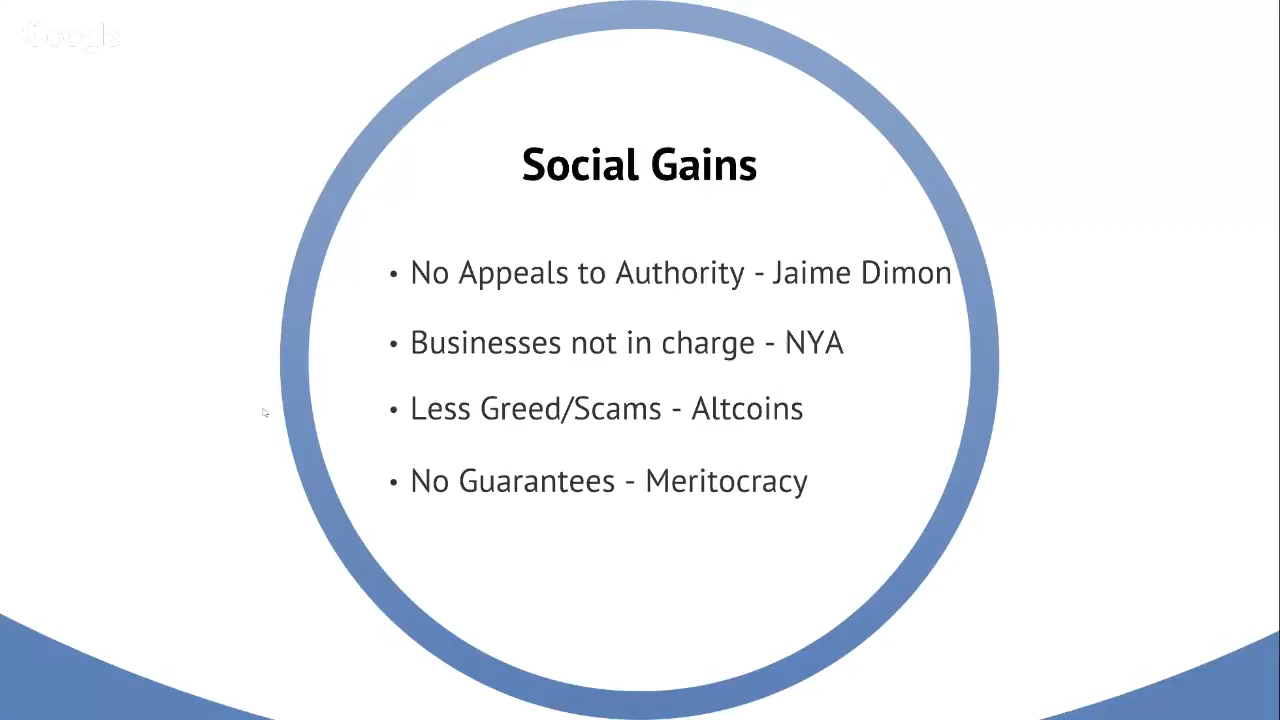 Google
Social Gains
• No Appeals to Authority - Jaime Dimon
• Businesses not in charge - NYA
• Less Greed/Scams - Altcoins
• No Guarantees - Meritocracy